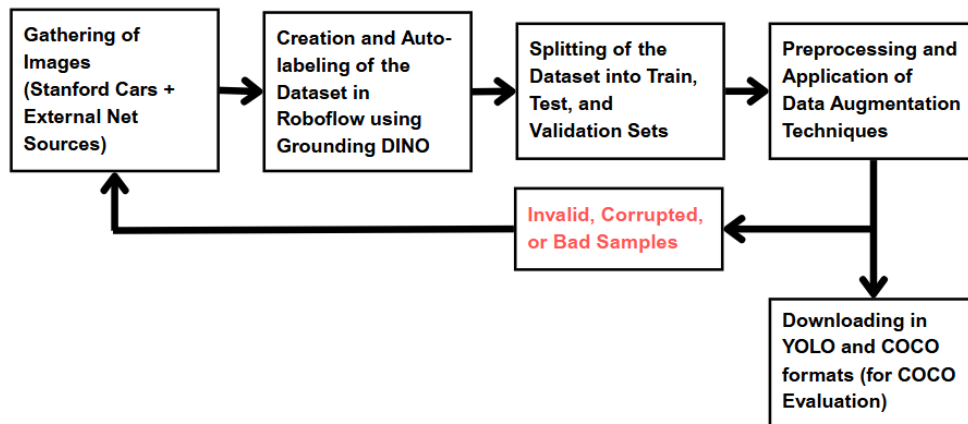 Gathering of
Images
(Stanford Cars +
External Net
Sources)
Creation and Auto-
labeling of the
Dataset in
Roboflow using
Grounding DINO
Splitting of the
Dataset into Train,
Test, and
Validation Sets
Preprocessing and
Application of
Data Augmentation
Techniques
Invalid, Corrupted,
or Bad Samples
Downloading in
YOLO and COCO
formats (for COCO
Evaluation)